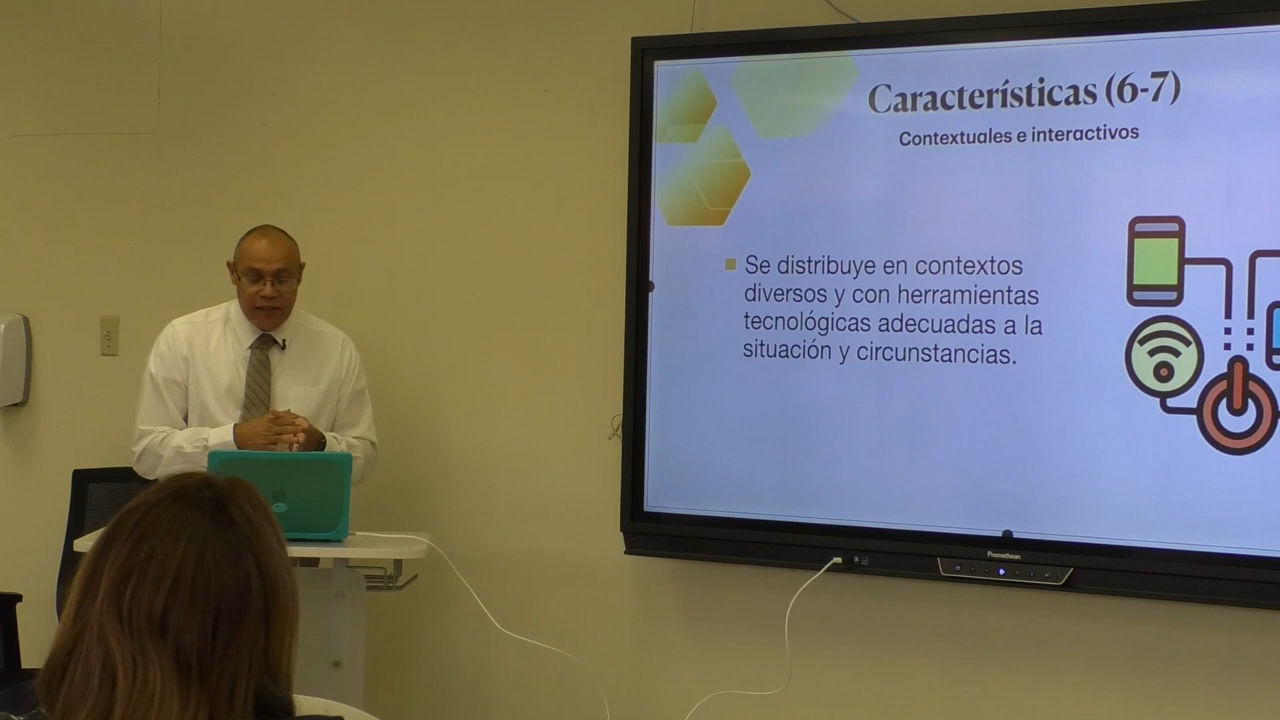 Características (6-7)
Contextuales e interactivos
Se distribuye en contextos
diversos y con herramientas
tecnológicas adecuadas a la
situación y circunstancias.
Promethean